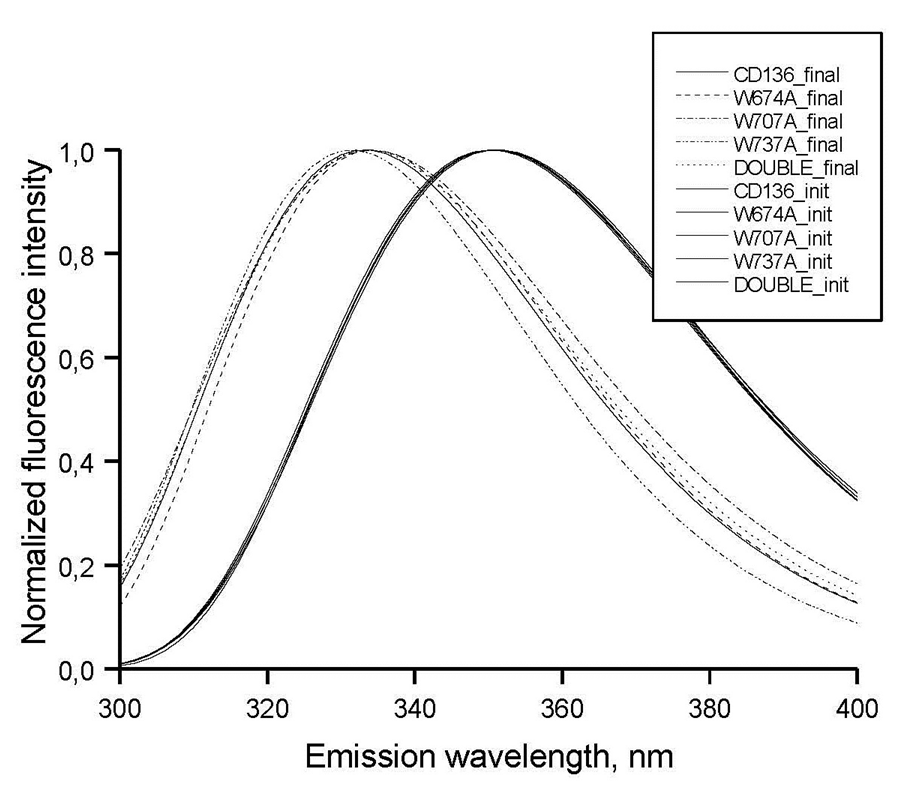 CD136_final
W674A_final
W707A_final
W737A_final
DOUBLE_final
CD136_init
W674A_init
W707A_init
W737A_init
DOUBLE_init
Normalized fluorescence intensity
1,0
0,8
0,6
0,4
0,2
0,0
300 320 340 360 380 400
Emission wavelength, nm